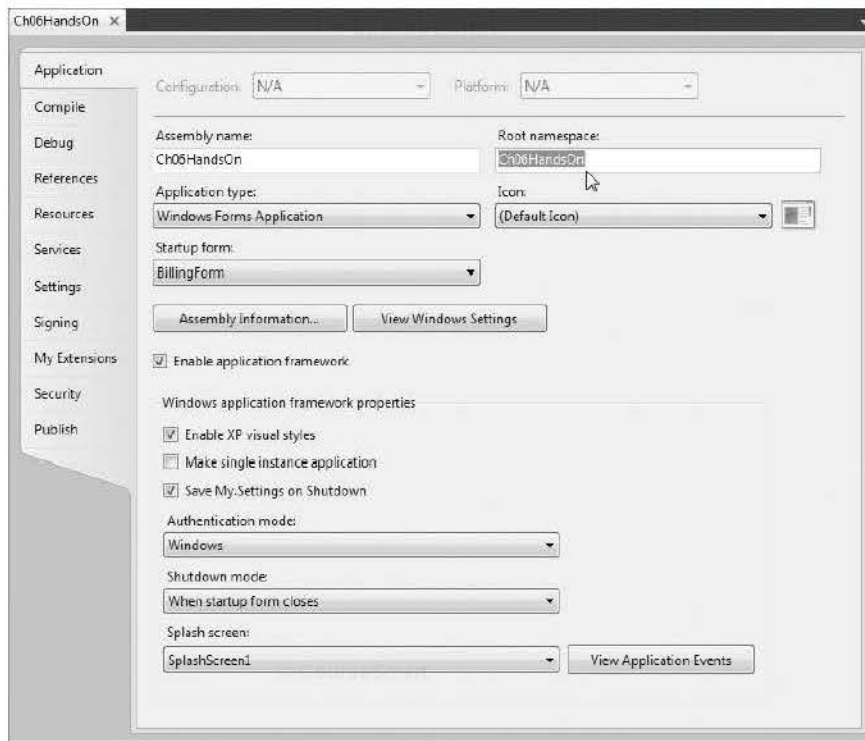 Ch06HandsOn
Application
Compile
Debug
References
Resources
Services
Settings
Signing
My Extensions
Security
Publish
Configuration: N/A Platform: N/A
Assembly name: Root namespace:
Ch06HandsOn Ch06HandsOn
Application type: Icon:
Windows Forms Application (Default Icon)
Startup form:
BillingForm
Assembly Information... View Windows Settings
Enable application framework
Windows application framework properties
Enable XP visual styles
Make single instance application
Save My.Settings on Shutdown
Authentication mode:
Windows
Shutdown mode:
When startup form closes
Splash screen:
SplashScreen1 View Application Events
CourseSmart